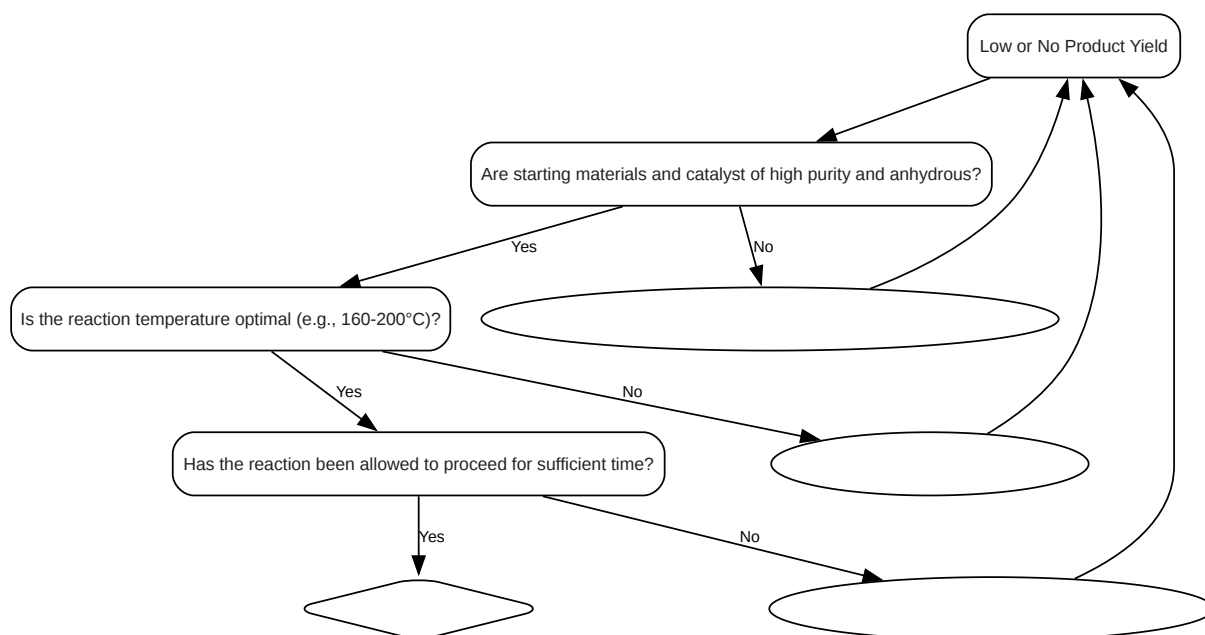 Low or No Product Yield
Are starting materials and catalyst of high purity and anhydrous?
Yes
No
Is the reaction temperature optimal (e.g., 160-200°C)?
Yes
No
Has the reaction been allowed to proceed for sufficient time?
Yes
No